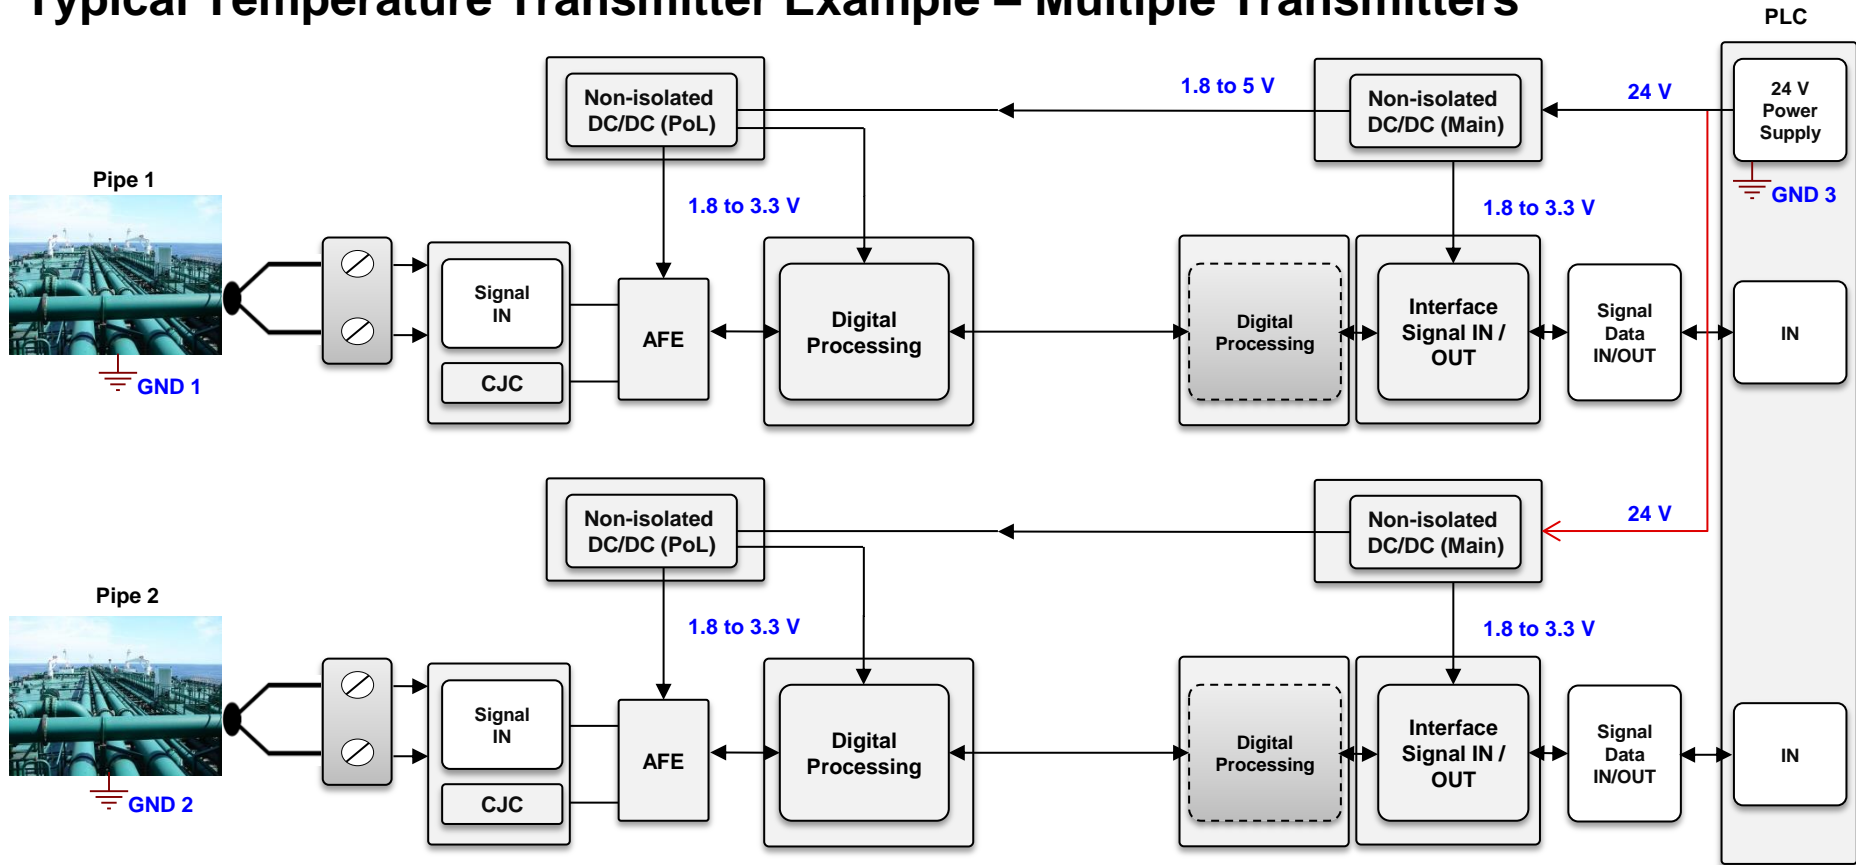 Typical Temperature Transmitter Example – Multiple Transmitters
PLC
Non-isolated
DC/DC (PoL)
1.8 to 5 V
Non-isolated
DC/DC (Main)
24 V
24 V
Power
Supply
GND 3
Pipe 1
1.8 to 3.3 V
1.8 to 3.3 V
Signal
IN
CJC
AFE
Digital
Processing
Digital
Processing
Interface
Signal IN /
OUT
Signal
Data
IN/OUT
IN
GND 1
Non-isolated
DC/DC (PoL)
Non-isolated
DC/DC (Main)
24 V
Pipe 2
1.8 to 3.3 V
1.8 to 3.3 V
Signal
IN
CJC
AFE
Digital
Processing
Digital
Processing
Interface
Signal IN /
OUT
Signal
Data
IN/OUT
IN
GND 2